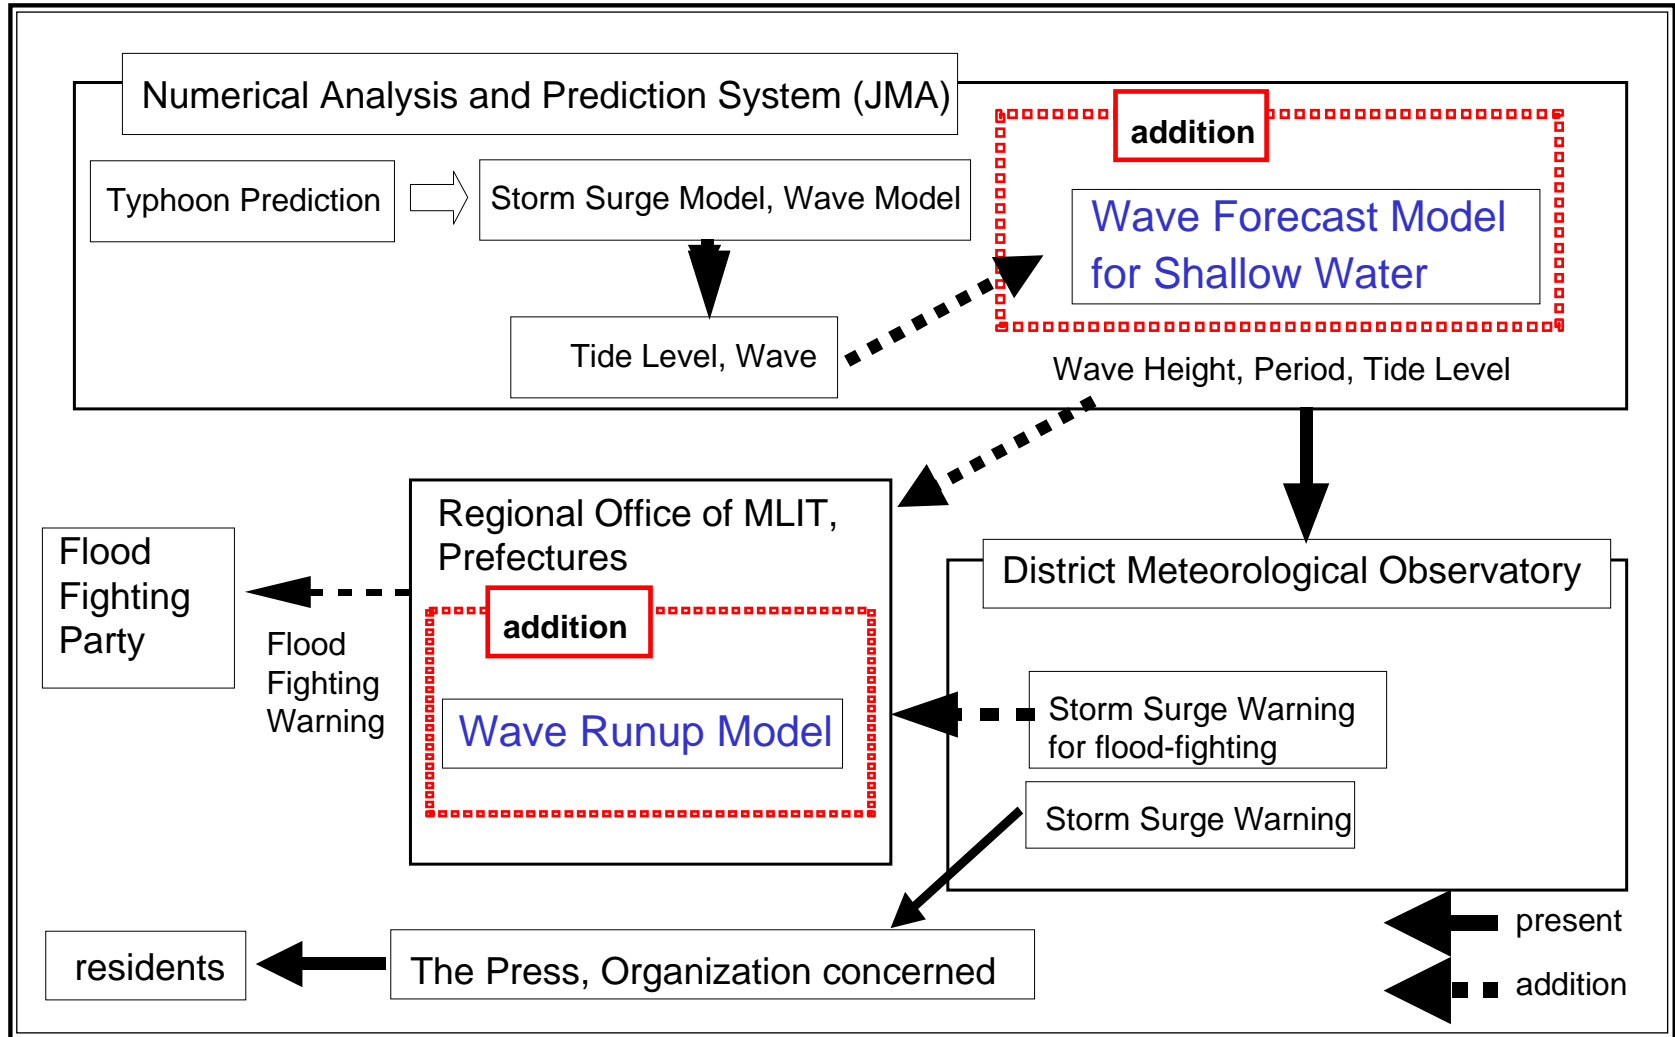 Numerical Analysis and Prediction System (JMA)
addition
Typhoon Prediction
Storm Surge Model, Wave Model
Wave Forecast Model
for Shallow Water
Tide Level, Wave
Wave Height, Period, Tide Level
Regional Office of MLIT,
Prefectures
Flood
Fighting
Party
District Meteorological Observatory
addition
Flood
Fighting
Warning
Wave Runup Model
Storm Surge Warning
for flood-fighting
Storm Surge Warning
present
residents
The Press, Organization concerned
addition